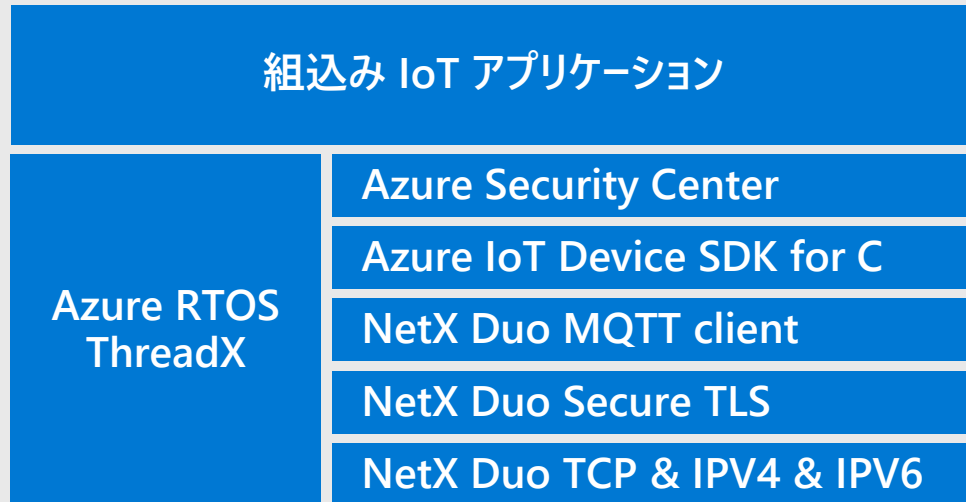 組込み IoT アプリケーション
Azure RTOS
ThreadX
Azure Security Center
Azure IoT Device SDK for C
NetX Duo MQTT client
NetX Duo Secure TLS
NetX Duo TCP & IPV4 & IPV6